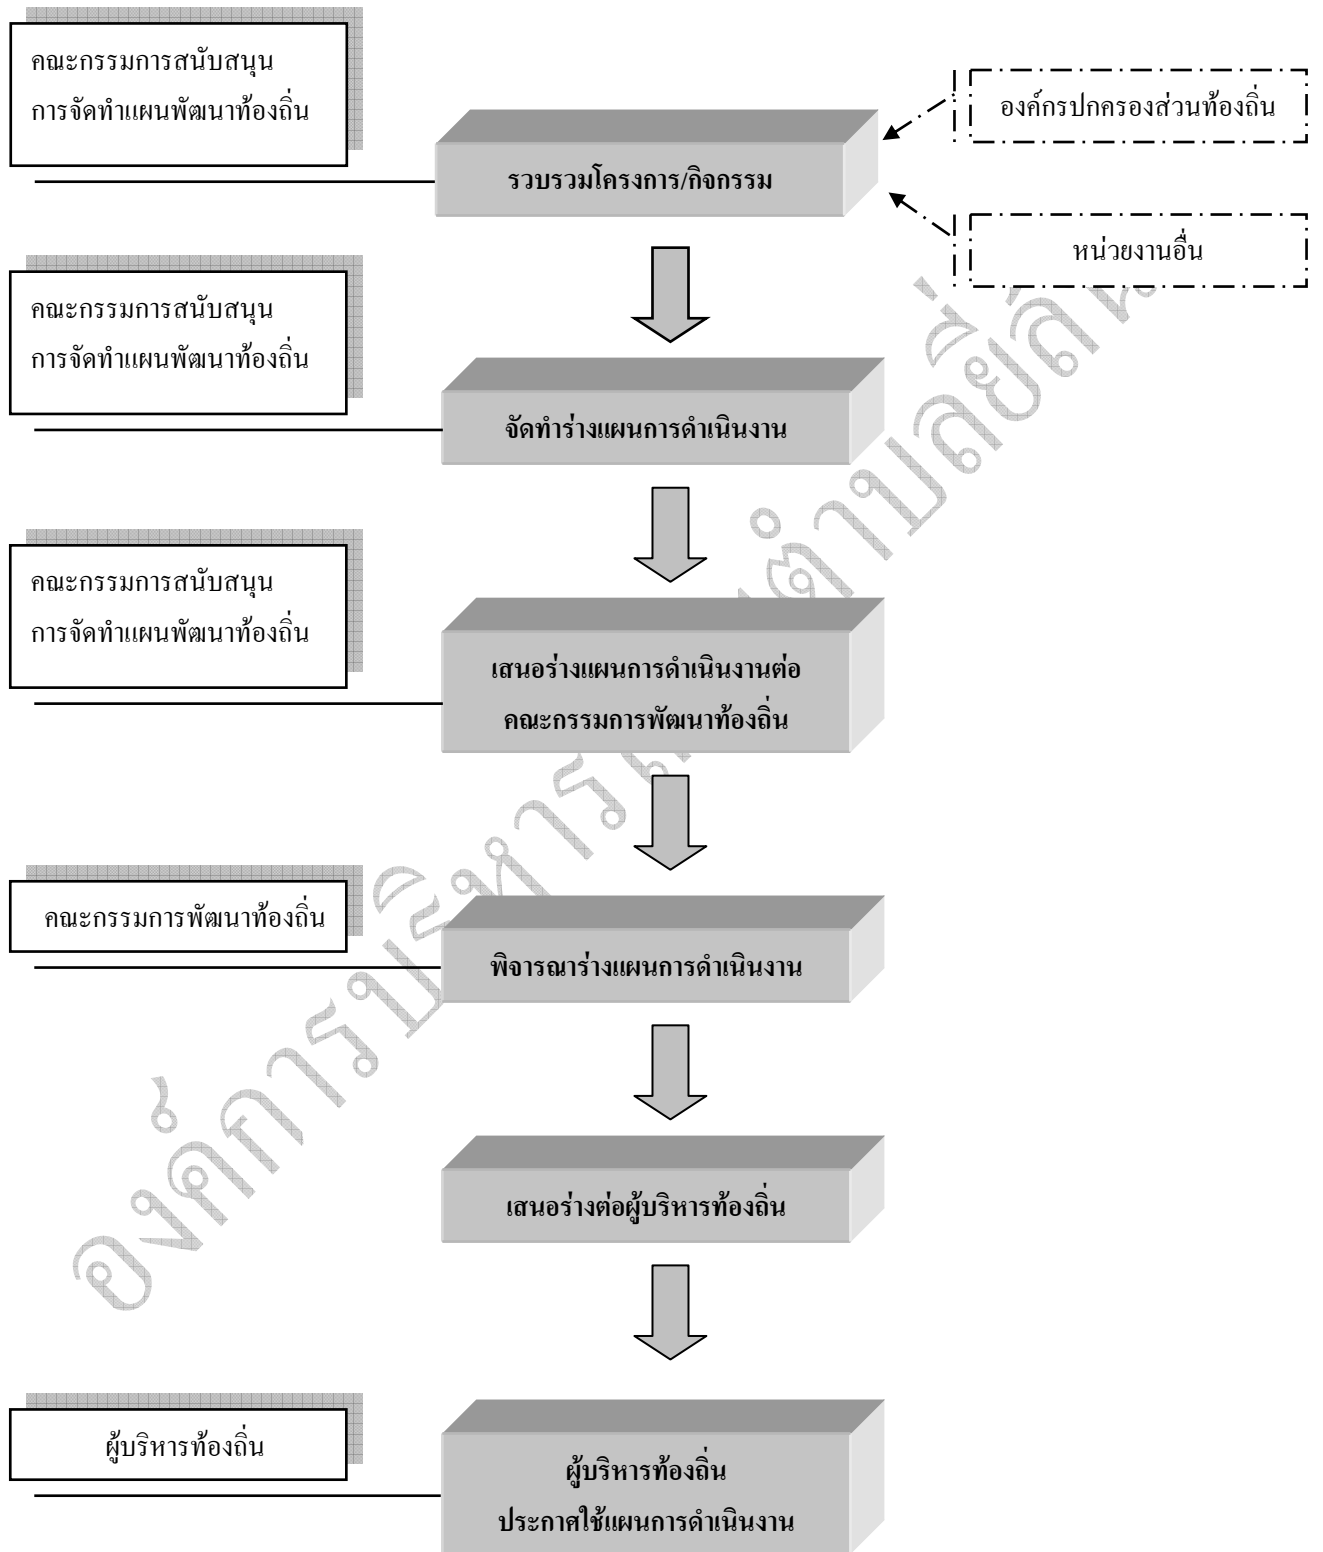 คณะกรรมการสนับสนุน
การจัดทำแผนพัฒนาท้องถิ่น
องค์กรปกครองส่วนท้องถิ่น
รวบรวมโครงการ/กิจกรรม
หน่วยงานอื่น
คณะกรรมการสนับสนุน
การจัดทำแผนพัฒนาท้องถิ่น
จัดทำร่างแผนการดำเนินงาน
คณะกรรมการสนับสนุน
การจัดทำแผนพัฒนาท้องถิ่น
เสนอร่างแผนการดำเนินงานต่อ
คณะกรรมการพัฒนาท้องถิ่น
คณะกรรมการพัฒนาท้องถิ่น
พิจารณาร่างแผนการดำเนินงาน
เสนอร่างต่อผู้บริหารท้องถิ่น
ผู้บริหารท้องถิ่น
ผู้บริหารท้องถิ่น
ประกาศใช้แผนการดำเนินงาน
องค์การบริหาร